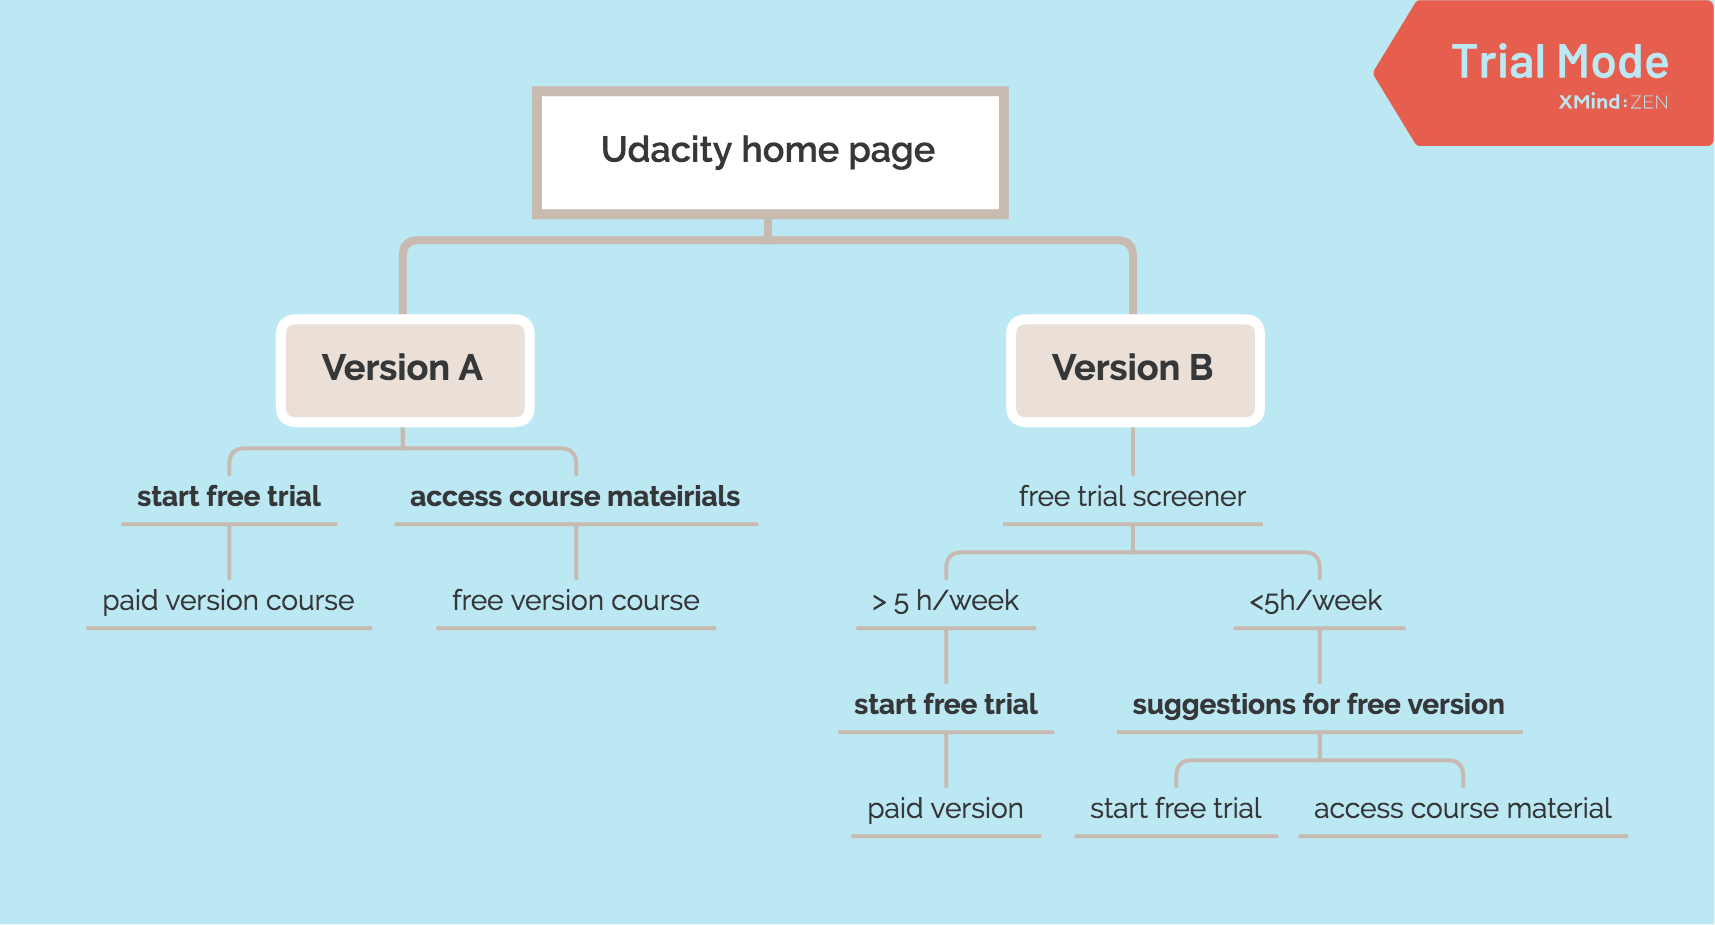 Trial Mode
XMind:ZEN
Udacity home page
Version A
Version B
start free trial
access course mateirials
free trial screener
paid version course
free version course
> 5 h/week
<5h/week
start free trial
suggestions for free version
paid version
start free trial
access course material